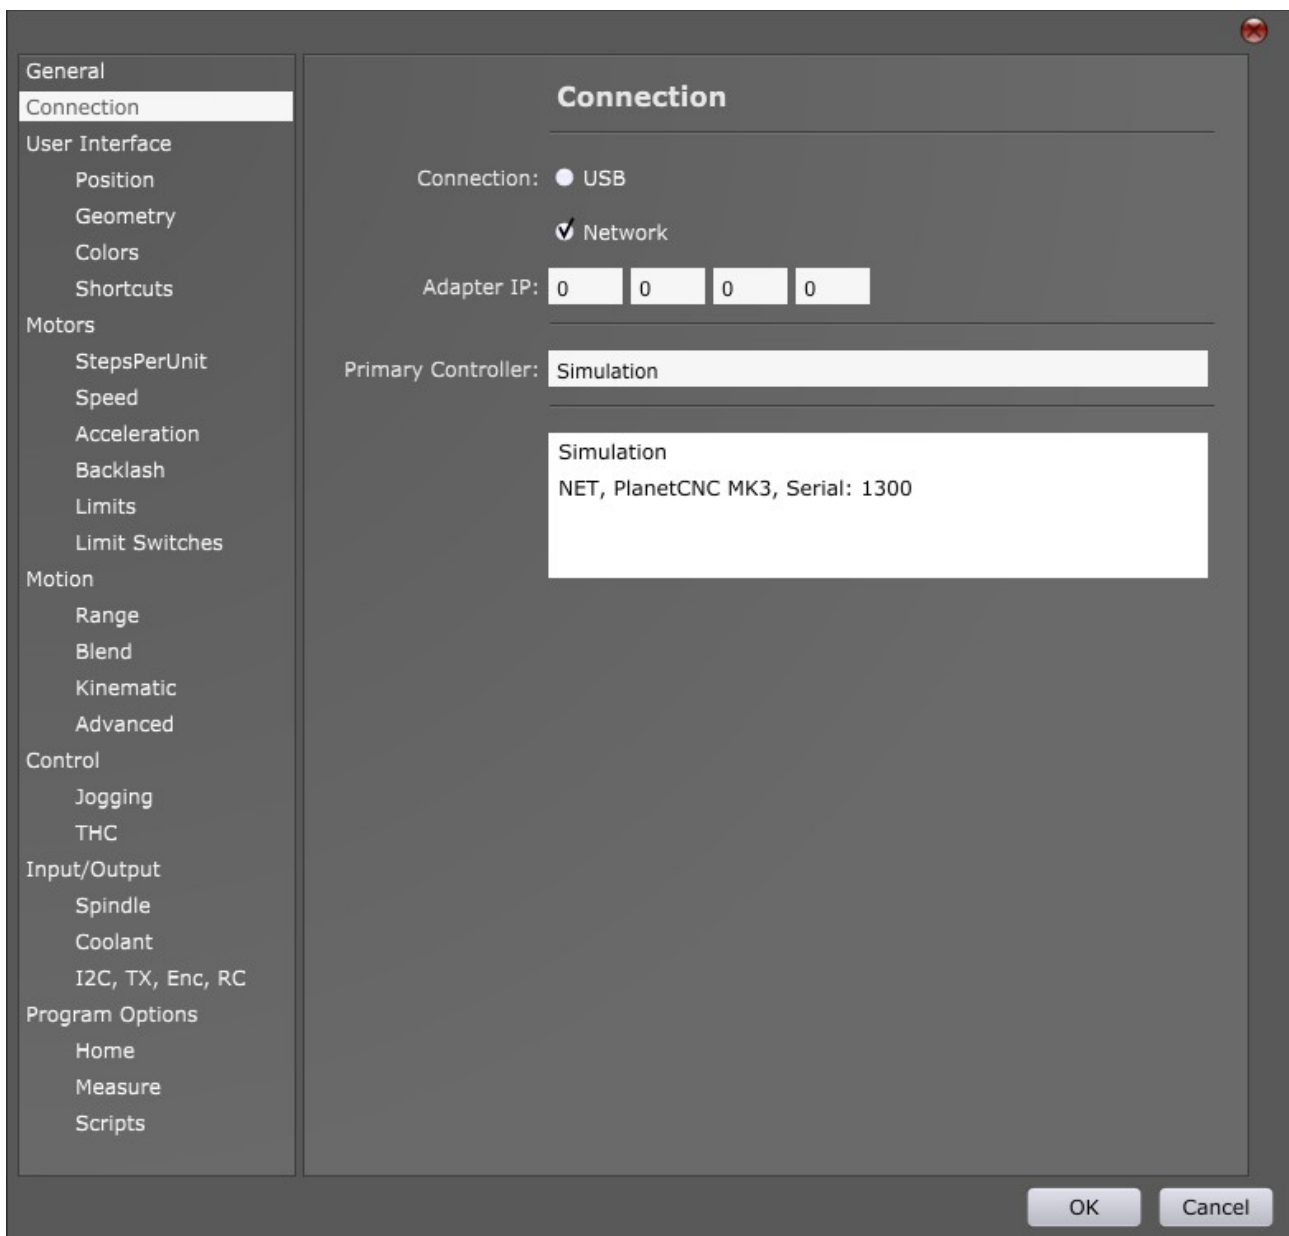 General
Connection
User Interface
Position
Geometry
Colors
Shortcuts
Motors
StepsPerUnit
Speed
Acceleration
Backlash
Limits
Limit Switches
Motion
Range
Blend
Kinematic
Advanced
Control
Jogging
THC
Input/Output
Spindle
Coolant
I2C, TX, Enc, RC
Program Options
Home
Measure
Scripts
Connection
Connection: USB
Network
Adapter IP: 0 0 0 0
Primary Controller: Simulation
Simulation
NET, PlanetCNC MK3, Serial: 1300
OK Cancel